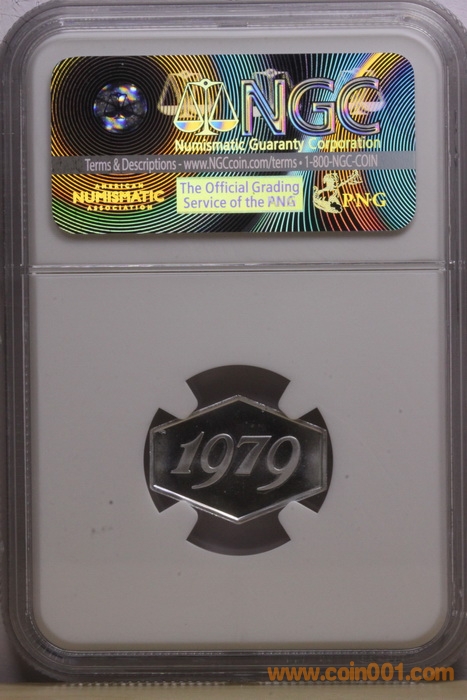 NGC
Numismatic Guaranty Corporation
Terms & Descriptions - www.NGCcoin.com/terms • 1-800-NGC-COIN
AMERICAN
NUMISMATIC
ASSOCIATION
The Official Grading
Service of the PNG
PNG
1979
www.coin001.com